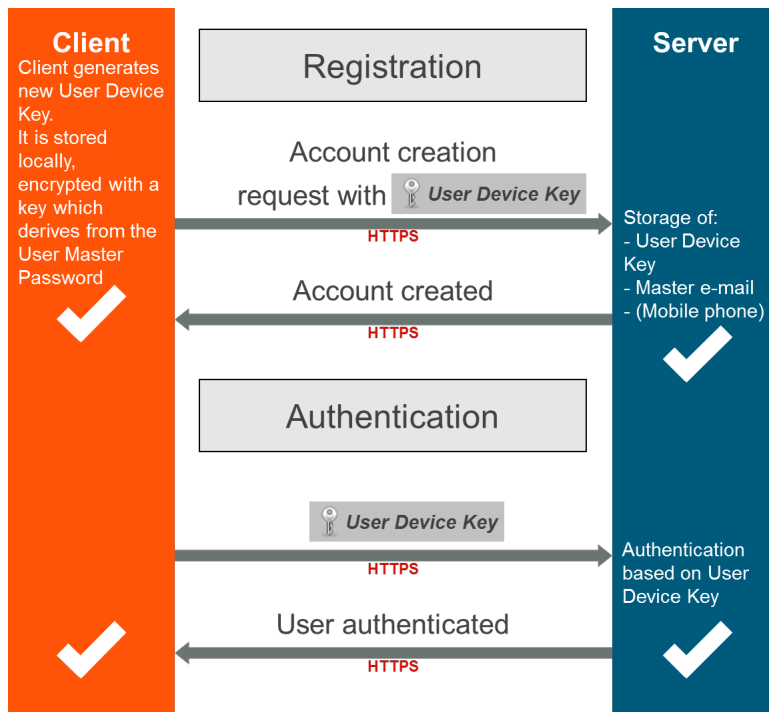 Client
Client generates
new User Device
Key.
It is stored
locally,
encrypted with a
key which
derives from the
User Master
Password
Registration
Account creation
request with User Device Key
HTTPS
Account created
HTTPS
Server
Storage of:
- User Device
Key
- Master e-mail
- (Mobile phone)
Authentication
User Device Key
HTTPS
User authenticated
HTTPS
Authentication
based on User
Device Key